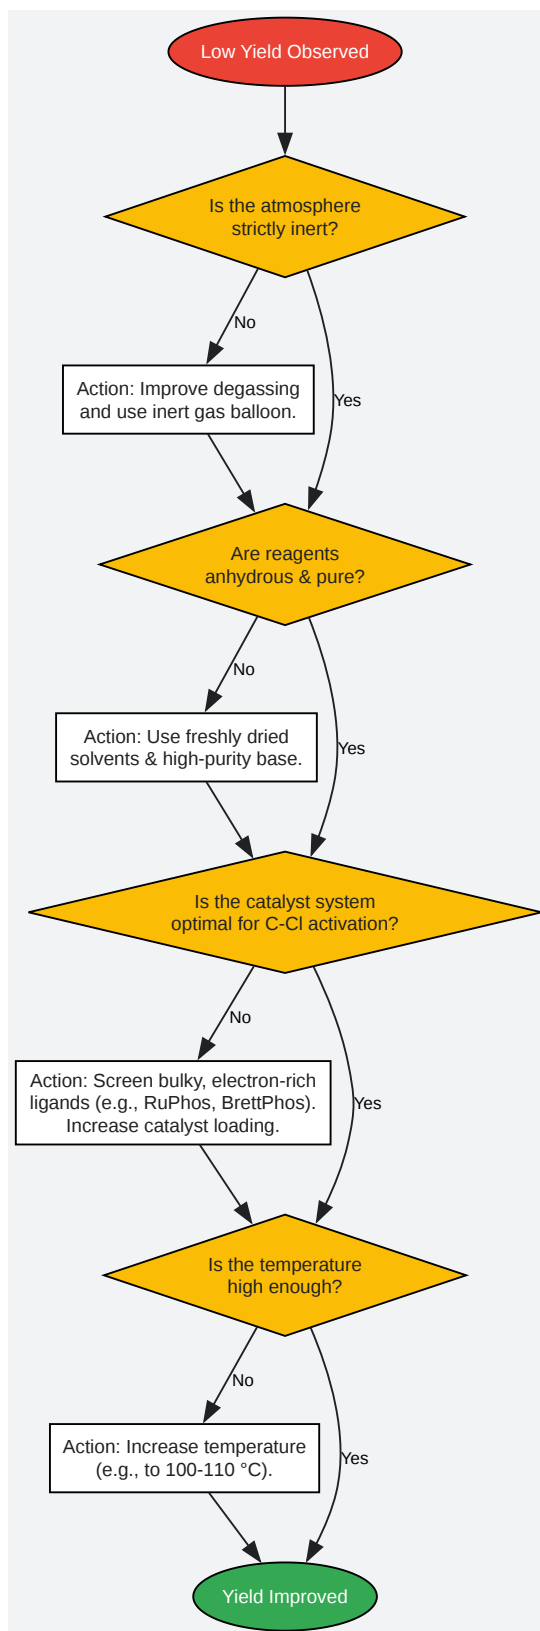 Low Yield Observed
Is the atmosphere
strictly inert?
No
Yes
Action: Improve degassing
and use inert gas balloon.
Are reagents
anhydrous & pure?
No
Yes
Action: Use freshly dried
solvents & high-purity base.
Is the catalyst system
optimal for C-Cl activation?
No
Yes
Action: Screen bulky, electron-rich
ligands (e.g., RuPhos, BrettPhos).
Increase catalyst loading.
Is the temperature
high enough?
No
Yes
Action: Increase temperature
(e.g., to 100-110 °C).
Yield Improved